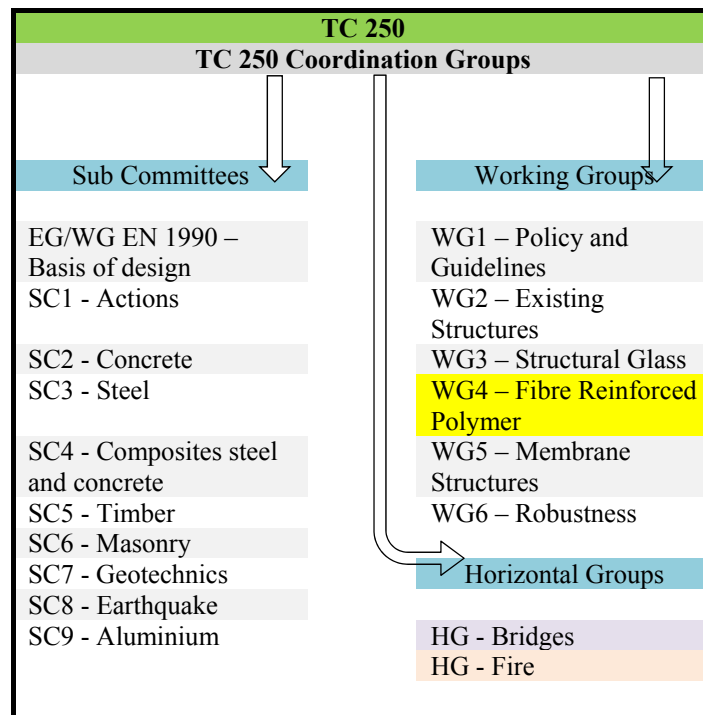 TC 250
TC 250 Coordination Groups
Sub Committees
EG/WG EN 1990 –
Basis of design
SC1 - Actions
SC2 - Concrete
SC3 - Steel
SC4 - Composites steel
and concrete
SC5 - Timber
SC6 - Masonry
SC7 - Geotechnics
SC8 - Earthquake
SC9 - Aluminium
Working Groups
WG1 – Policy and
Guidelines
WG2 – Existing
Structures
WG3 – Structural Glass
WG4 – Fibre Reinforced
Polymer
WG5 – Membrane
Structures
WG6 – Robustness
Horizontal Groups
HG - Bridges
HG - Fire